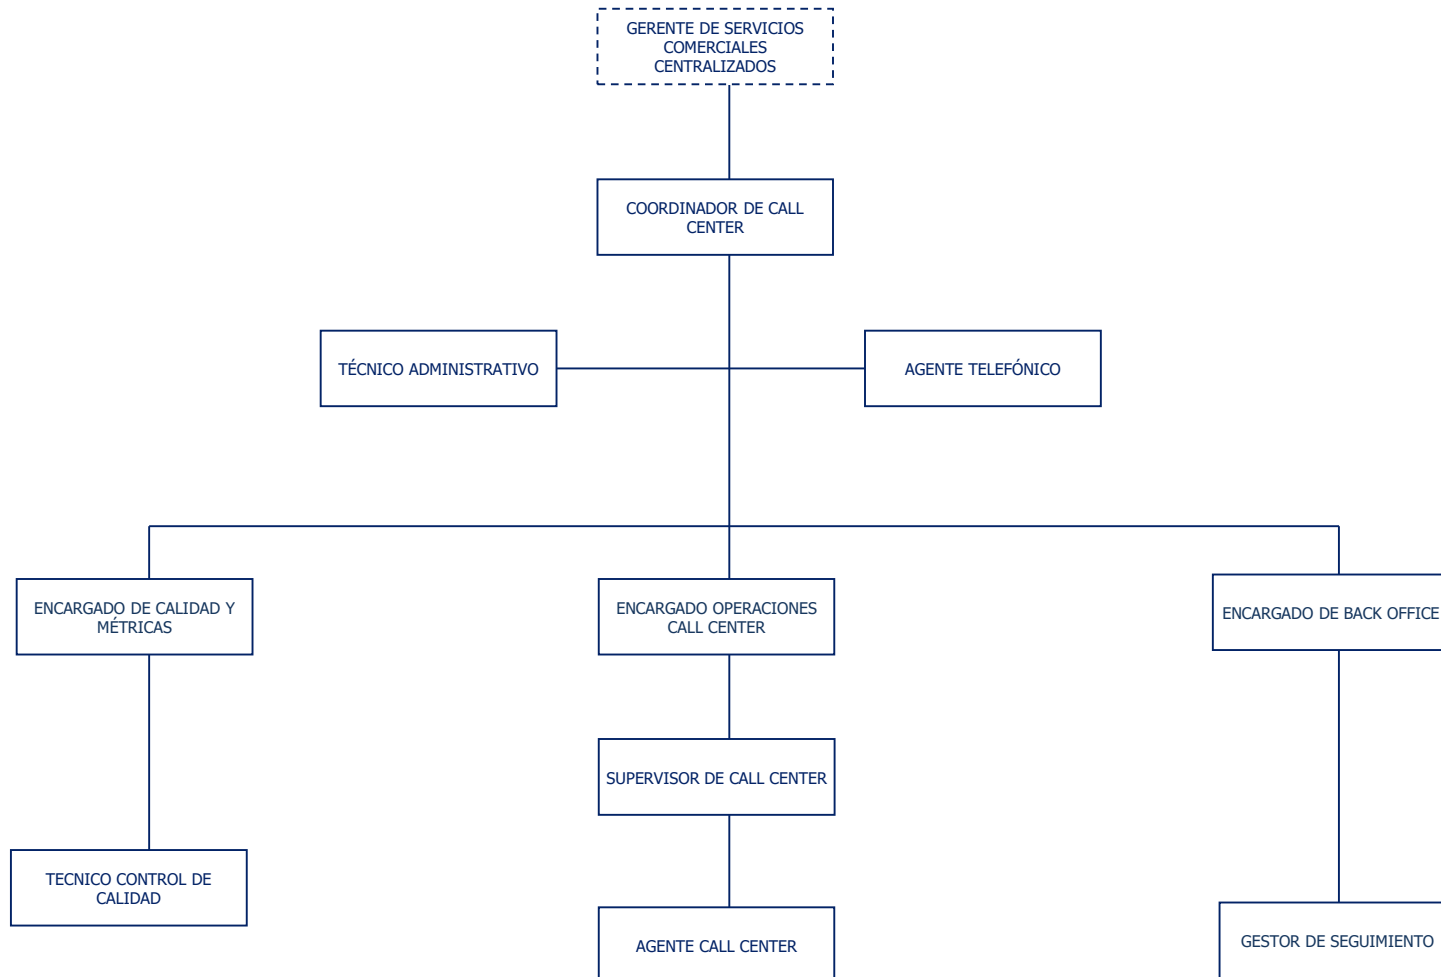 GERENTE DE SERVICIOS
COMERCIALES
CENTRALIZADOS
COORDINADOR DE CALL
CENTER
TÉCNICO ADMINISTRATIVO
AGENTE TELEFÓNICO
ENCARGADO DE CALIDAD Y
MÉTRICAS
ENCARGADO OPERACIONES
CALL CENTER
ENCARGADO DE BACK OFFICE
SUPERVISOR DE CALL CENTER
TECNICO CONTROL DE
CALIDAD
AGENTE CALL CENTER
GESTOR DE SEGUIMIENTO